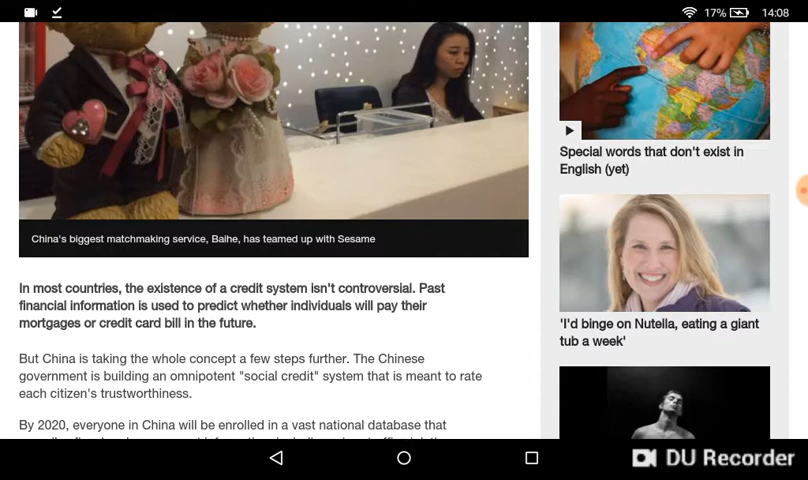 17% 14:08
China's biggest matchmaking service, Baihe, has teamed up with Sesame
In most countries, the existence of a credit system isn't controversial. Past
financial information is used to predict whether individuals will pay their
mortgages or credit card bill in the future.
But China is taking the whole concept a few steps further. The Chinese
government is building an omnipotent "social credit" system that is meant to rate
each citizen's trustworthiness.
By 2020, everyone in China will be enrolled in a vast national database that
Special words that don't exist in
English (yet)
'I'd binge on Nutella, eating a giant
tub a week'
DU Recorder